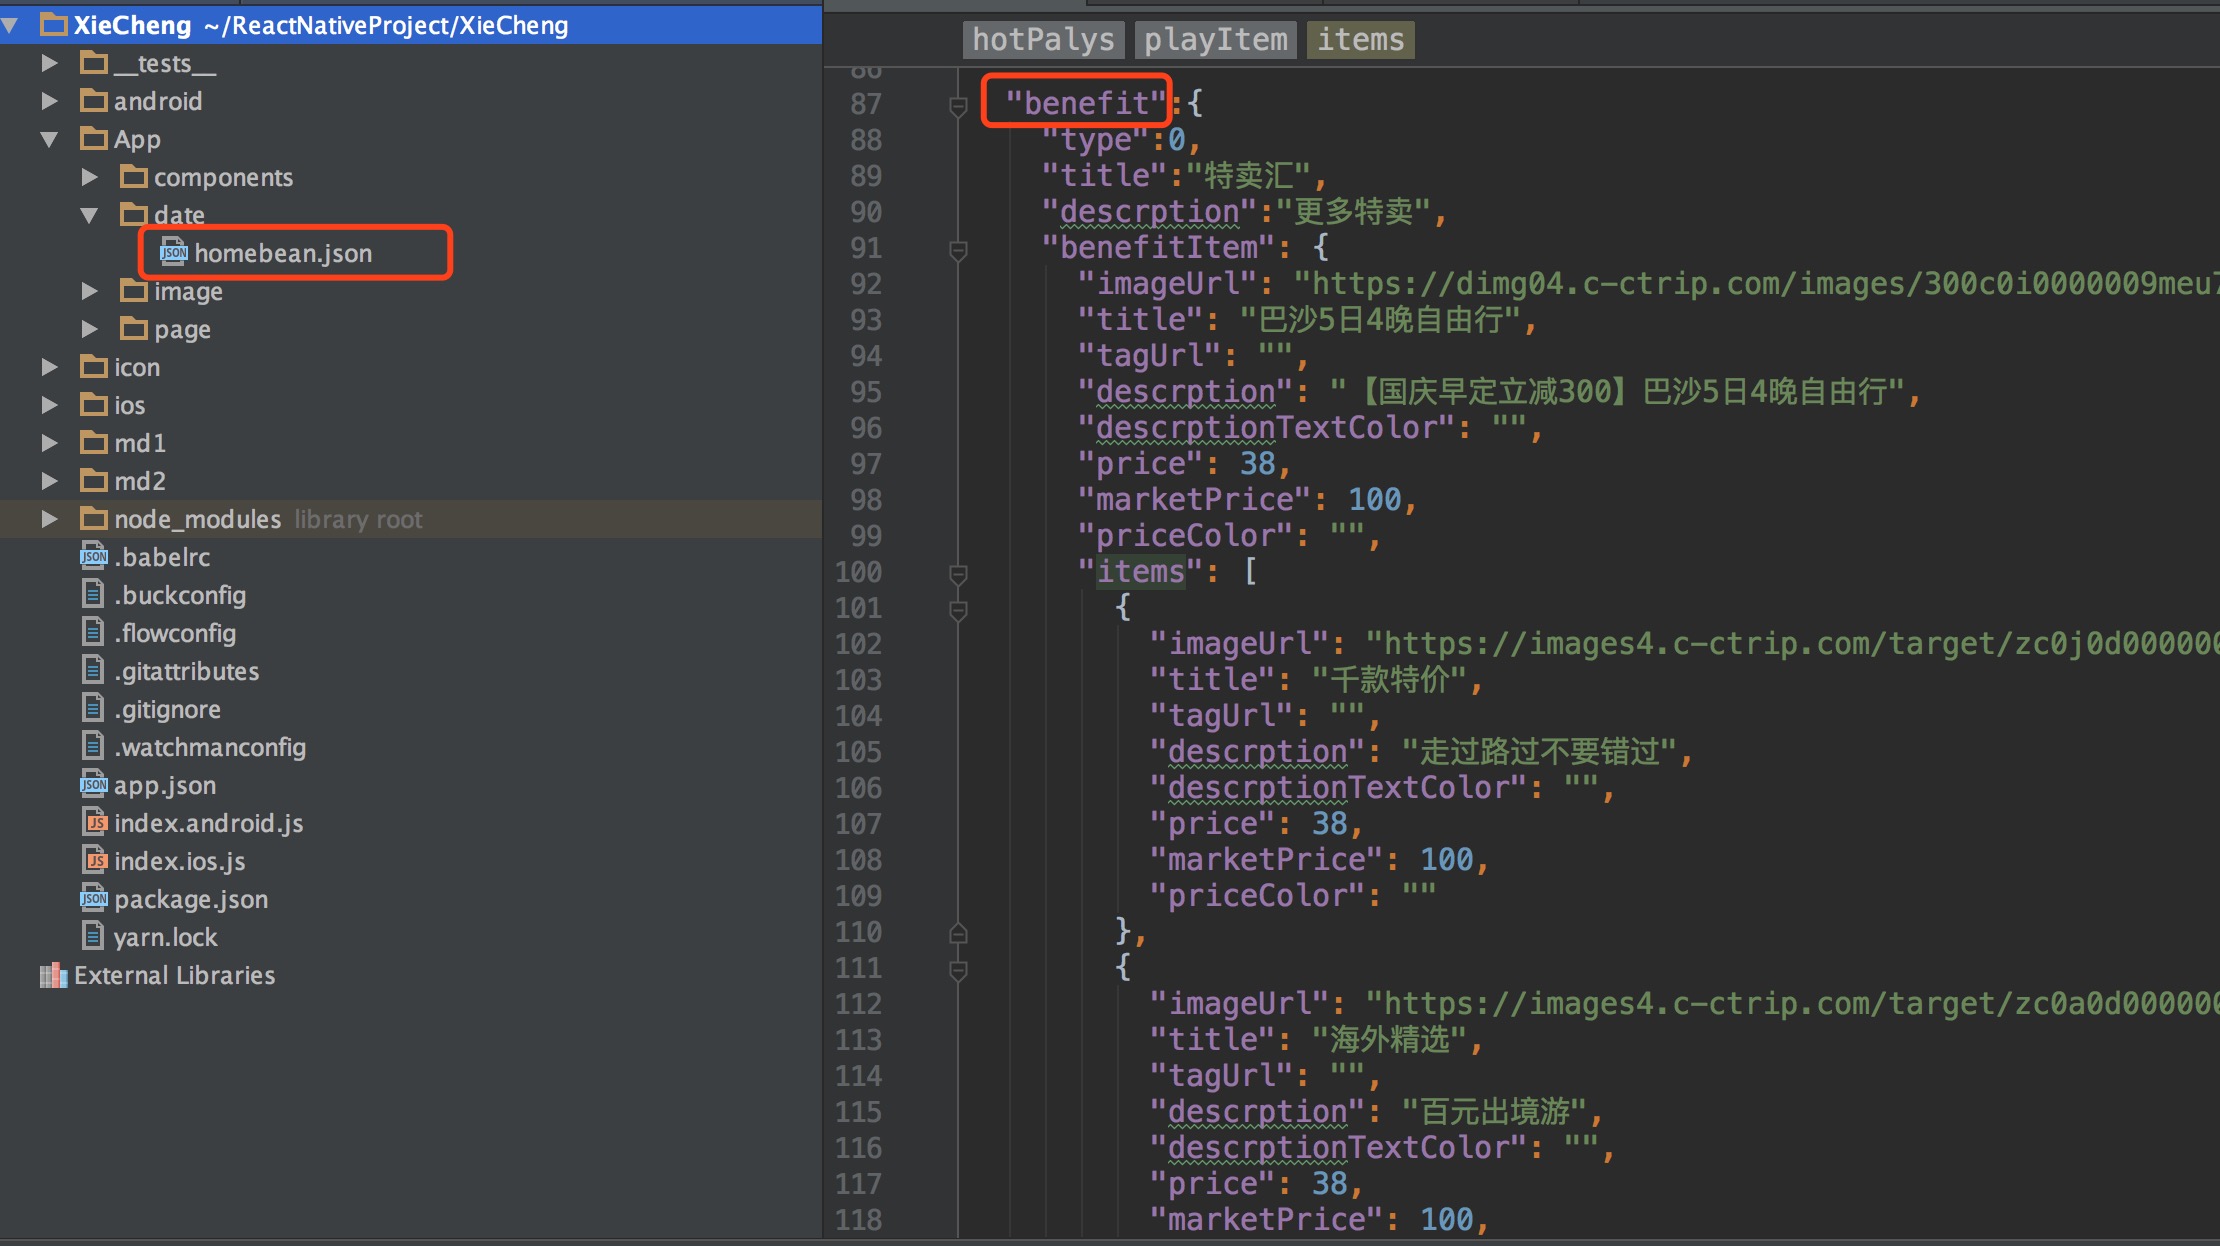 XieCheng ~/ReactNativeProject/XieCheng
__tests__
android
App
components
date
homebean.json
image
page
icon
ios
md1
md2
node_modules library root
.babelrc
.buckconfig
.flowconfig
.gitattributes
.gitignore
.watchmanconfig
app.json
index.android.js
index.ios.js
package.json
yarn.lock
External Libraries
hotPalys playItem items
86
87 "benefit":{
88 "type":0,
89 "title":"特卖汇",
90 "descrption":"更多特卖",
91 "benefitItem": {
92 "imageUrl": "https://dimg04.c-ctrip.com/images/300c0i0000009meu7
93 "title": "巴沙5日4晚自由行",
94 "tagUrl": "",
95 "descrption": "【国庆早定立减300】巴沙5日4晚自由行",
96 "descrptionTextColor": "",
97 "price": 38,
98 "marketPrice": 100,
99 "priceColor": "",
100 "items": [
101 {
102 "imageUrl": "https://images4.c-ctrip.com/target/zc0j0d000000
103 "title": "千款特价",
104 "tagUrl": "",
105 "descrption": "走过路过不要错过",
106 "descrptionTextColor": "",
107 "price": 38,
108 "marketPrice": 100,
109 "priceColor": ""
110 },
111 {
112 "imageUrl": "https://images4.c-ctrip.com/target/zc0a0d000000
113 "title": "海外精选",
114 "tagUrl": "",
115 "descrption": "百元出境游",
116 "descrptionTextColor": "",
117 "price": 38,
118 "marketPrice": 100,